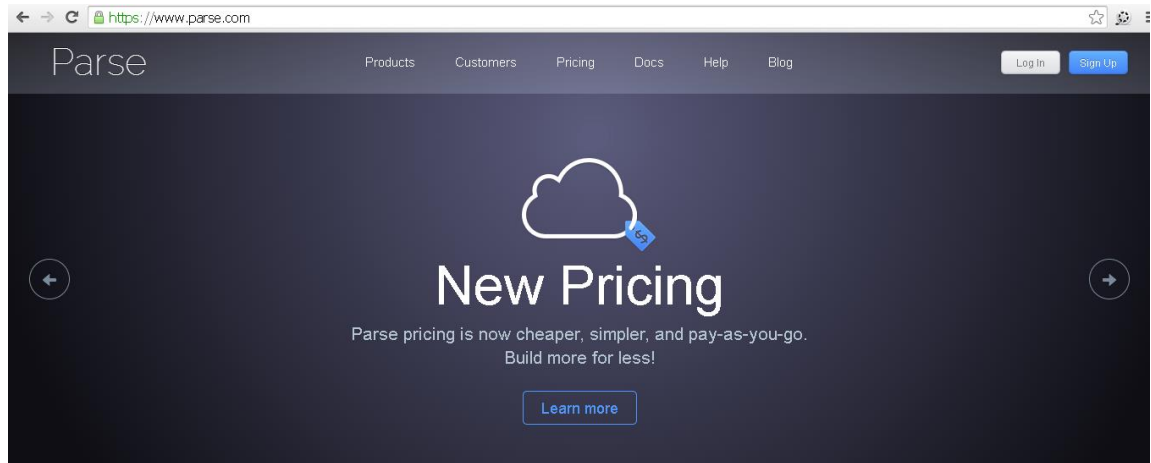 https://www.parse.com
Parse
Products Customers Pricing Docs Help Blog
Log In Sign Up
$
New Pricing
Parse pricing is now cheaper, simpler, and pay-as-you-go.
Build more for less!
Learn more